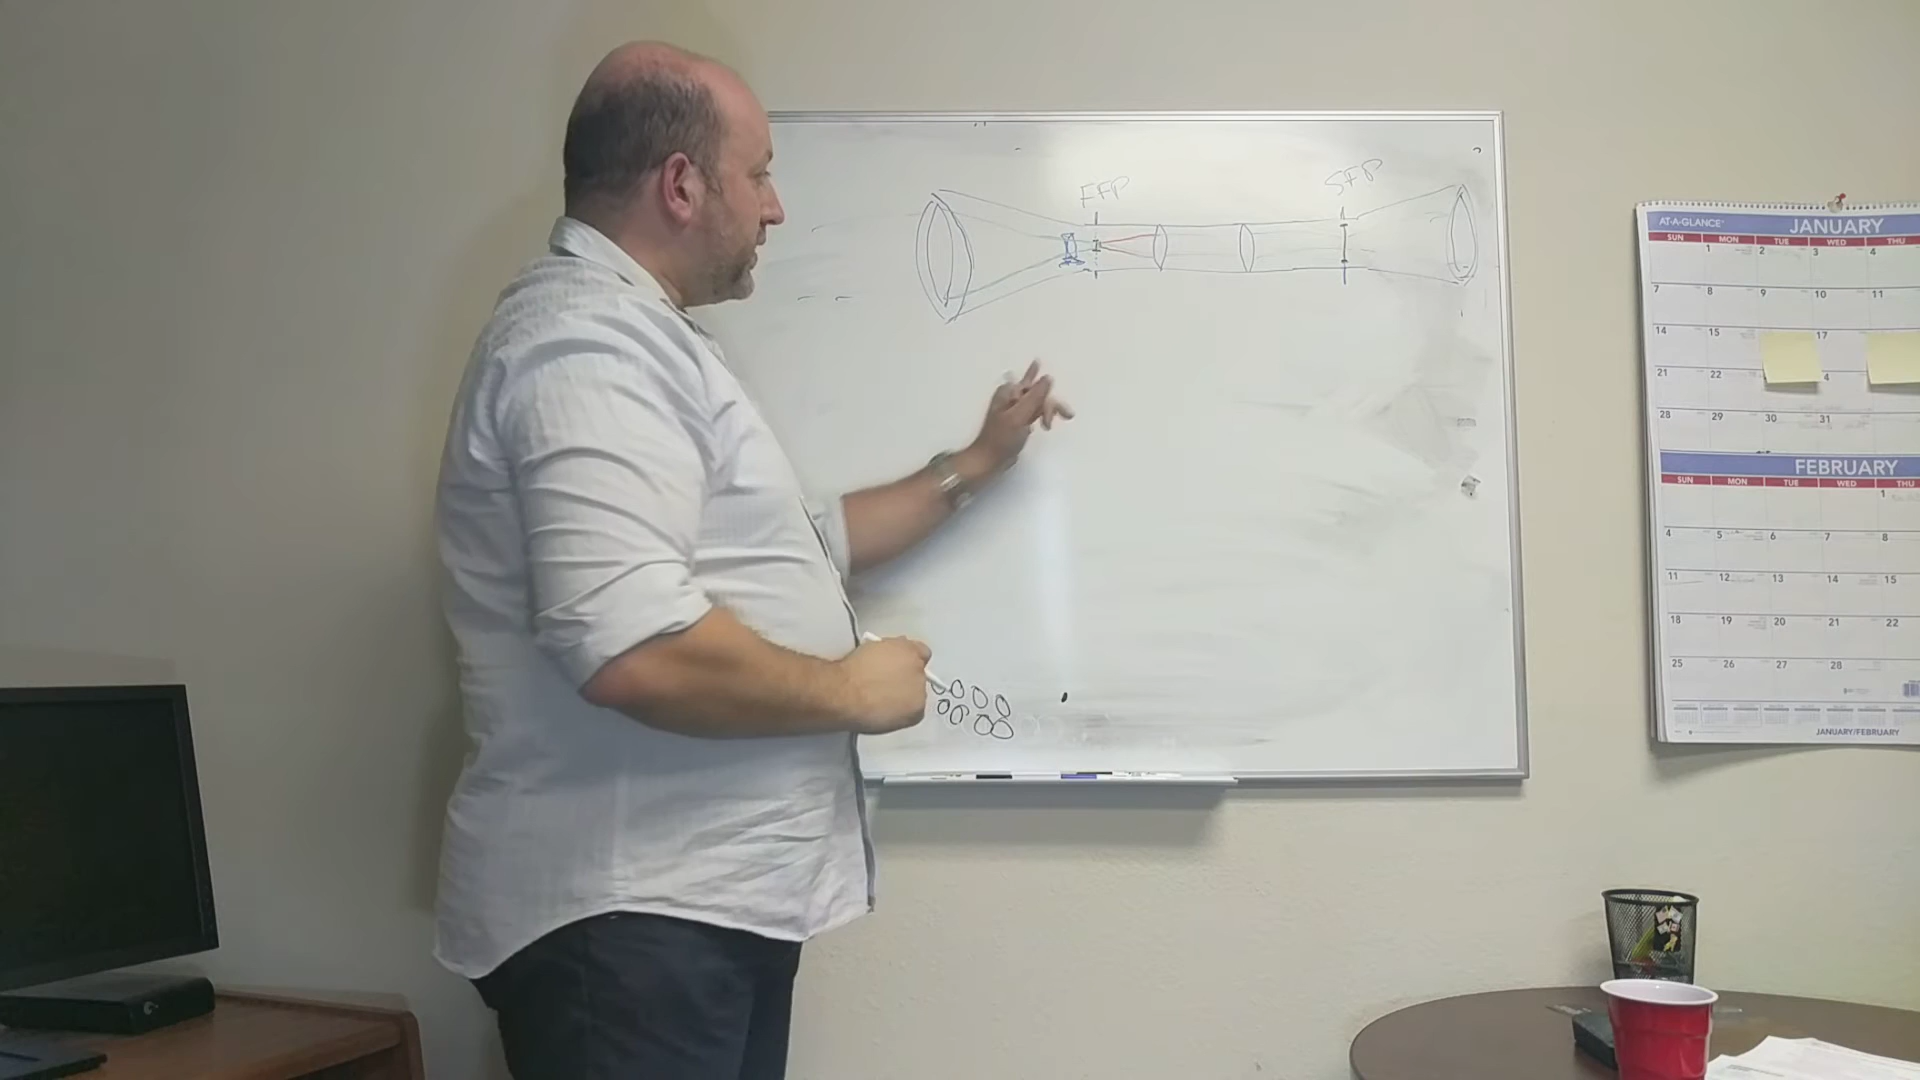 FFP
SFP
AT-A-GLANCE
JANUARY
SUN MON TUE WED THU
1 2 3 4
7 8 9 10 11
14 15 17
21 22 4
28 29 30 31
FEBRUARY
SUN MON TUE WED THU
1
4 5 6 7 8
11 12 13 14 15
18 19 20 21 22
25 26 27 28
JANUARY/FEBRUARY